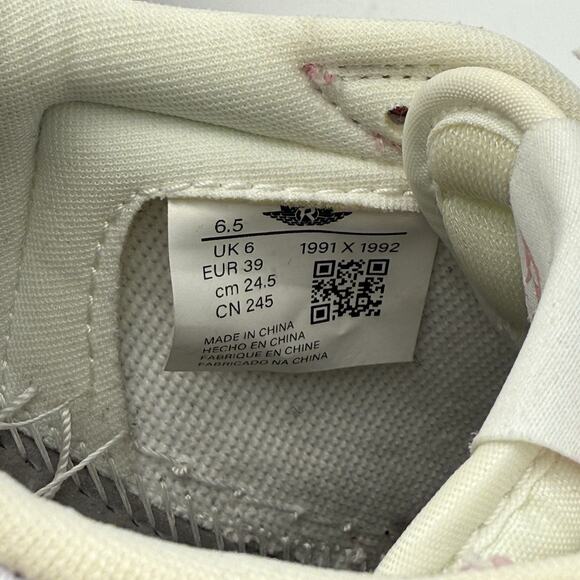 6.5
R
UK 6
1991 X 1992
EUR 39
cm 24.5
CN 245
MADE IN CHINA
HECHO EN CHINA
FABRIQUE EN CHINE
FABRICADO NA CHINA